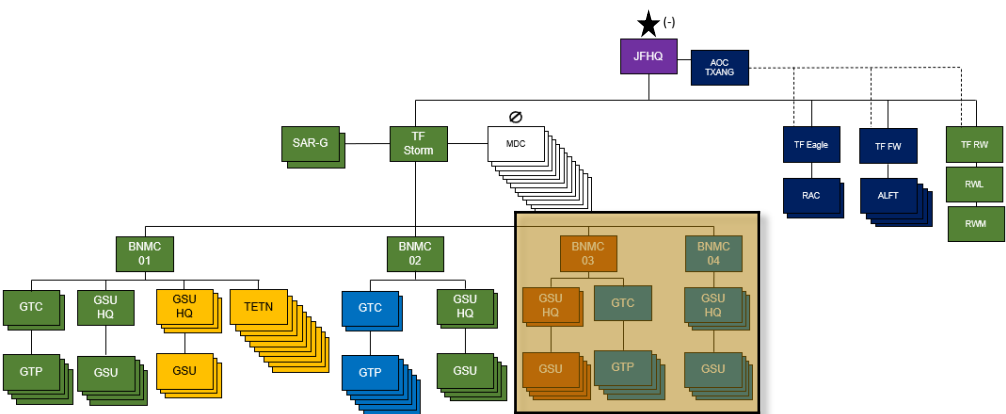 (-)
JFHQ
AOC
TXANG
SAR-G
TF
Storm
MDC
TF Eagle
TF FW
TF RW
RAC
ALFT
RWL
RWM
BNMC
01
BNMC
02
BNMC
03
BNMC
04
GTC
GSU
HQ
GSU
HQ
TETN
GTC
GSU
HQ
GSU
HQ
GTC
GSU
HQ
GTP
GSU
GSU
GTP
GSU
GSU
GTP
GSU